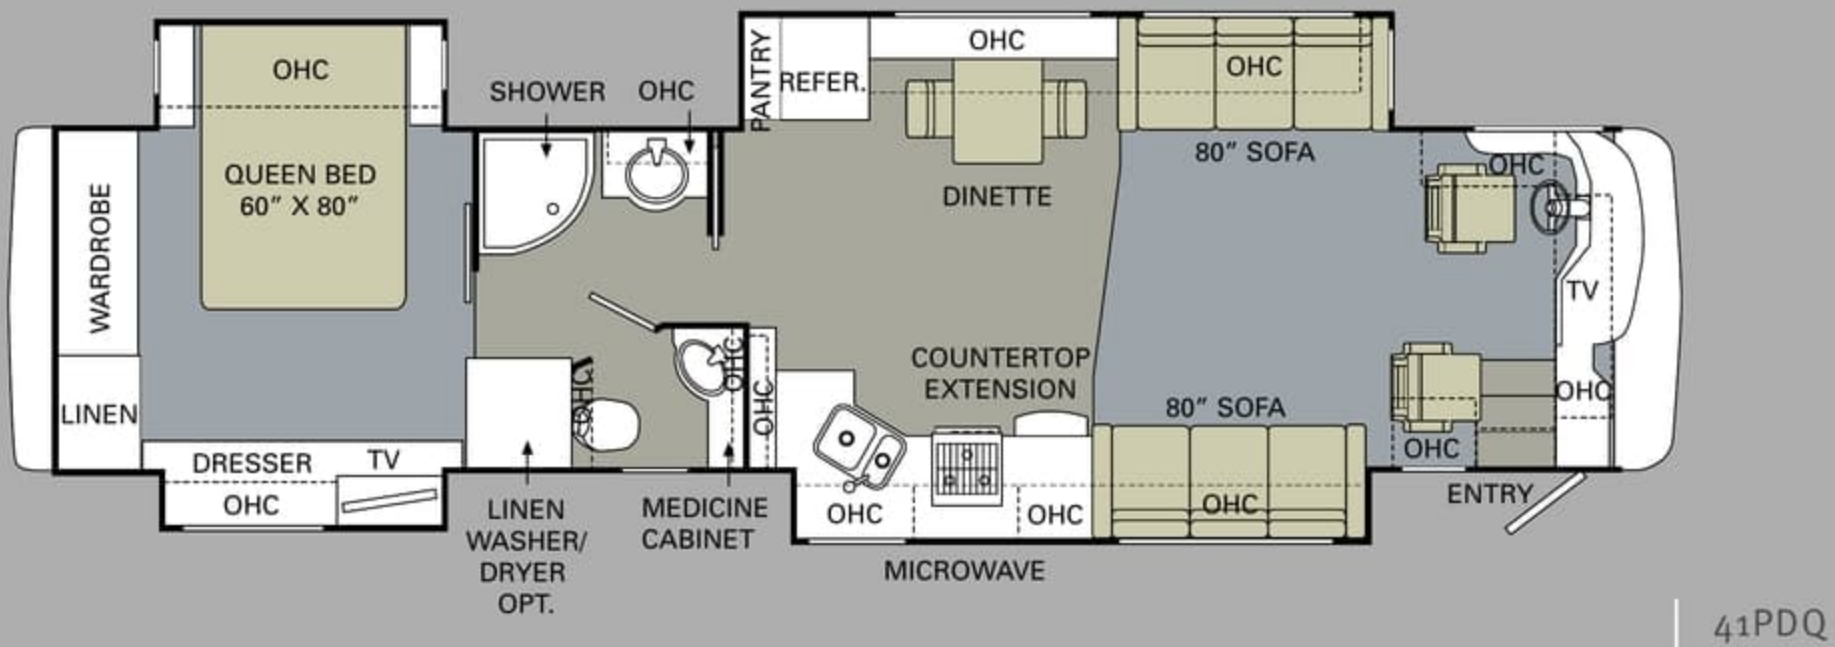 OHC
QUEEN BED
60” X 80”
WARDROBE
LINEN
DRESSER
TV
OHC
SHOWER
OHC
OHC
LINEN
WASHER/
DRYER
OPT.
OHC
MEDICINE
CABINET
PANTRY
REFER.
OHC
DINETTE
OHC
COUNTERTOP
EXTENSION
OHC
OHC
MICROWAVE
OHC
80” SOFA
80” SOFA
OHC
OHC
TV
OHC
OHC
ENTRY
41PDQ